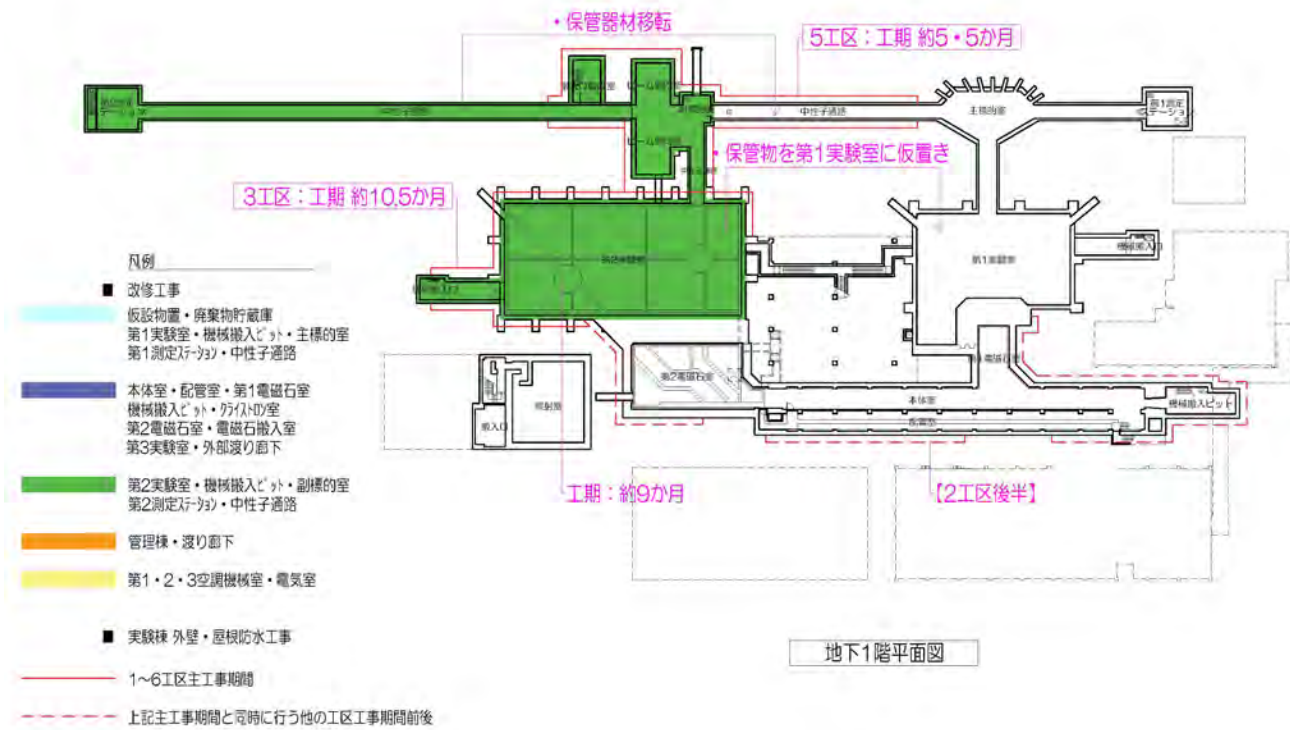 ・保管器材移転
5工区：工期 約5・5か月
中性子通路
中性子通路
主標的室
・保管物を第1実験室に仮置き
3工区：工期 約10.5か月
第2実験室
第1実験室
機械搬入口
第2電磁石室
照射室
搬入口
本体室
配管室
機械搬入ピット
工期：約9か月
【2工区後半】
凡例
■ 改修工事
仮設物置・廃棄物貯蔵庫
第1実験室・機械搬入ピット・主標的室
第1測定ステーション・中性子通路
本体室・配管室・第1電磁石室
機械搬入ピット・クライストロン室
第2電磁石室・電磁石搬入室
第3実験室・外部渡り廊下
第2実験室・機械搬入ピット・副標的室
第2測定ステーション・中性子通路
管理棟・渡り廊下
第1・2・3空調機械室・電気室
■ 実験棟 外壁・屋根防水工事
1～6工区主工事期間
上記主工事期間と同時に行う他の工区工事期間前後
地下1階平面図